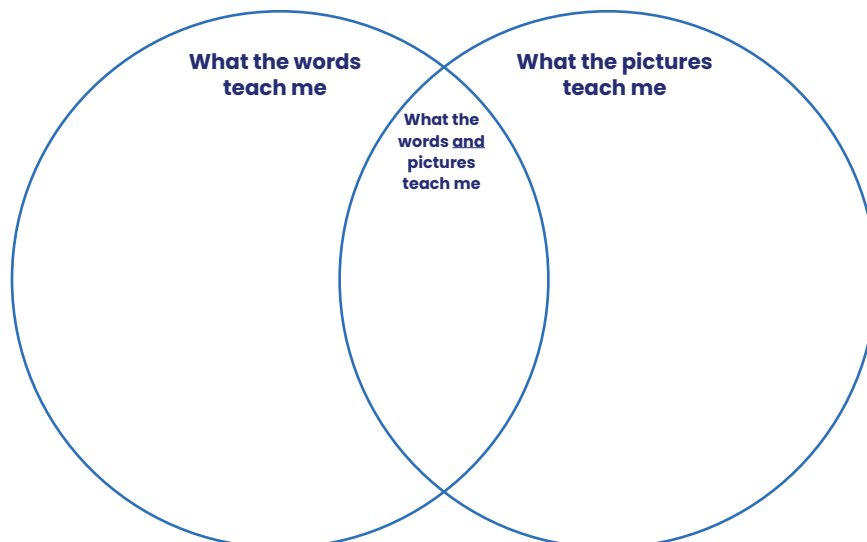 What the words
teach me
What the pictures
teach me
What the
words and
pictures
teach me